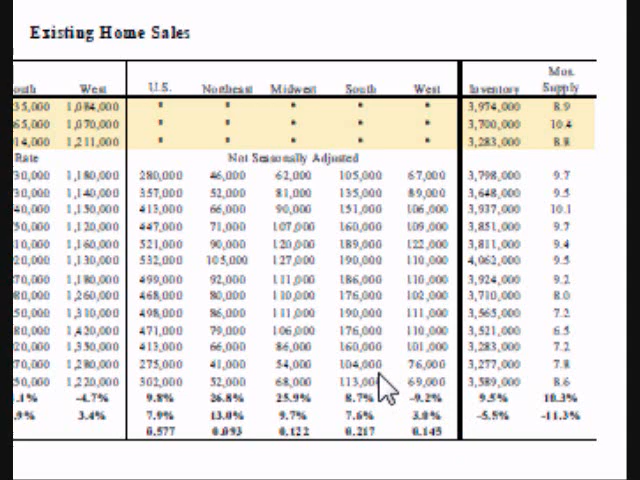 Existing Home Sales
Mos.
outh West U.S. Northeast Midwest South West Inventory Supply
35,000 1,084,000 * * * * * 3,974,000 8.9
65,000 1,070,000 * * * * * 3,700,000 10.4
14,000 1,211,000 * * * * * 3,283,000 8.8
Rate Not Seasonally Adjusted
30,000 1,180,000 280,000 46,000 62,000 105,000 67,000 3,798,000 9.7
30,000 1,140,000 357,000 52,000 81,000 135,000 89,000 3,648,000 9.5
40,000 1,150,000 413,000 66,000 90,000 151,000 106,000 3,937,000 10.1
50,000 1,120,000 447,000 71,000 107,000 160,000 109,000 3,851,000 9.7
10,000 1,160,000 521,000 90,000 120,000 189,000 122,000 3,811,000 9.4
20,000 1,130,000 532,000 105,000 127,000 190,000 110,000 4,062,000 9.5
70,000 1,180,000 499,000 92,000 111,000 186,000 110,000 3,924,000 9.2
80,000 1,260,000 468,000 80,000 110,000 176,000 102,000 3,710,000 8.0
50,000 1,310,000 498,000 86,000 111,000 190,000 111,000 3,565,000 7.2
80,000 1,420,000 471,000 79,000 106,000 176,000 110,000 3,521,000 6.5
20,000 1,350,000 413,000 66,000 86,000 160,000 101,000 3,283,000 7.2
70,000 1,280,000 275,000 41,000 54,000 104,000 76,000 3,277,000 7.8
50,000 1,220,000 302,000 52,000 68,000 113,000 69,000 3,589,000 8.6
.1% -4.7% 9.8% 26.8% 25.9% 8.7% -9.2% 9.5% 10.3%
.9% 3.4% 7.9% 13.0% 9.7% 7.6% 3.0% -5.5% -11.3%
0.577 0.093 0.122 0.217 0.145